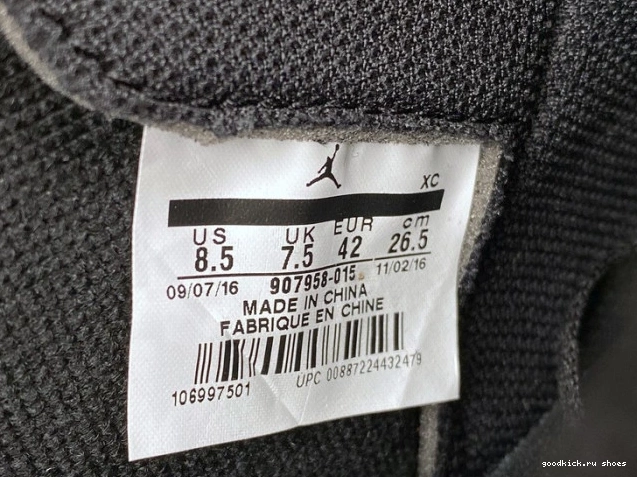 XC
US UK EUR cm
8.5 7.5 42 26.5
09/07/16 907958-015 11/02/16
MADE IN CHINA
FABRIQUE EN CHINE
106997501 UPC 00887224432479
goodkick.ru shoes